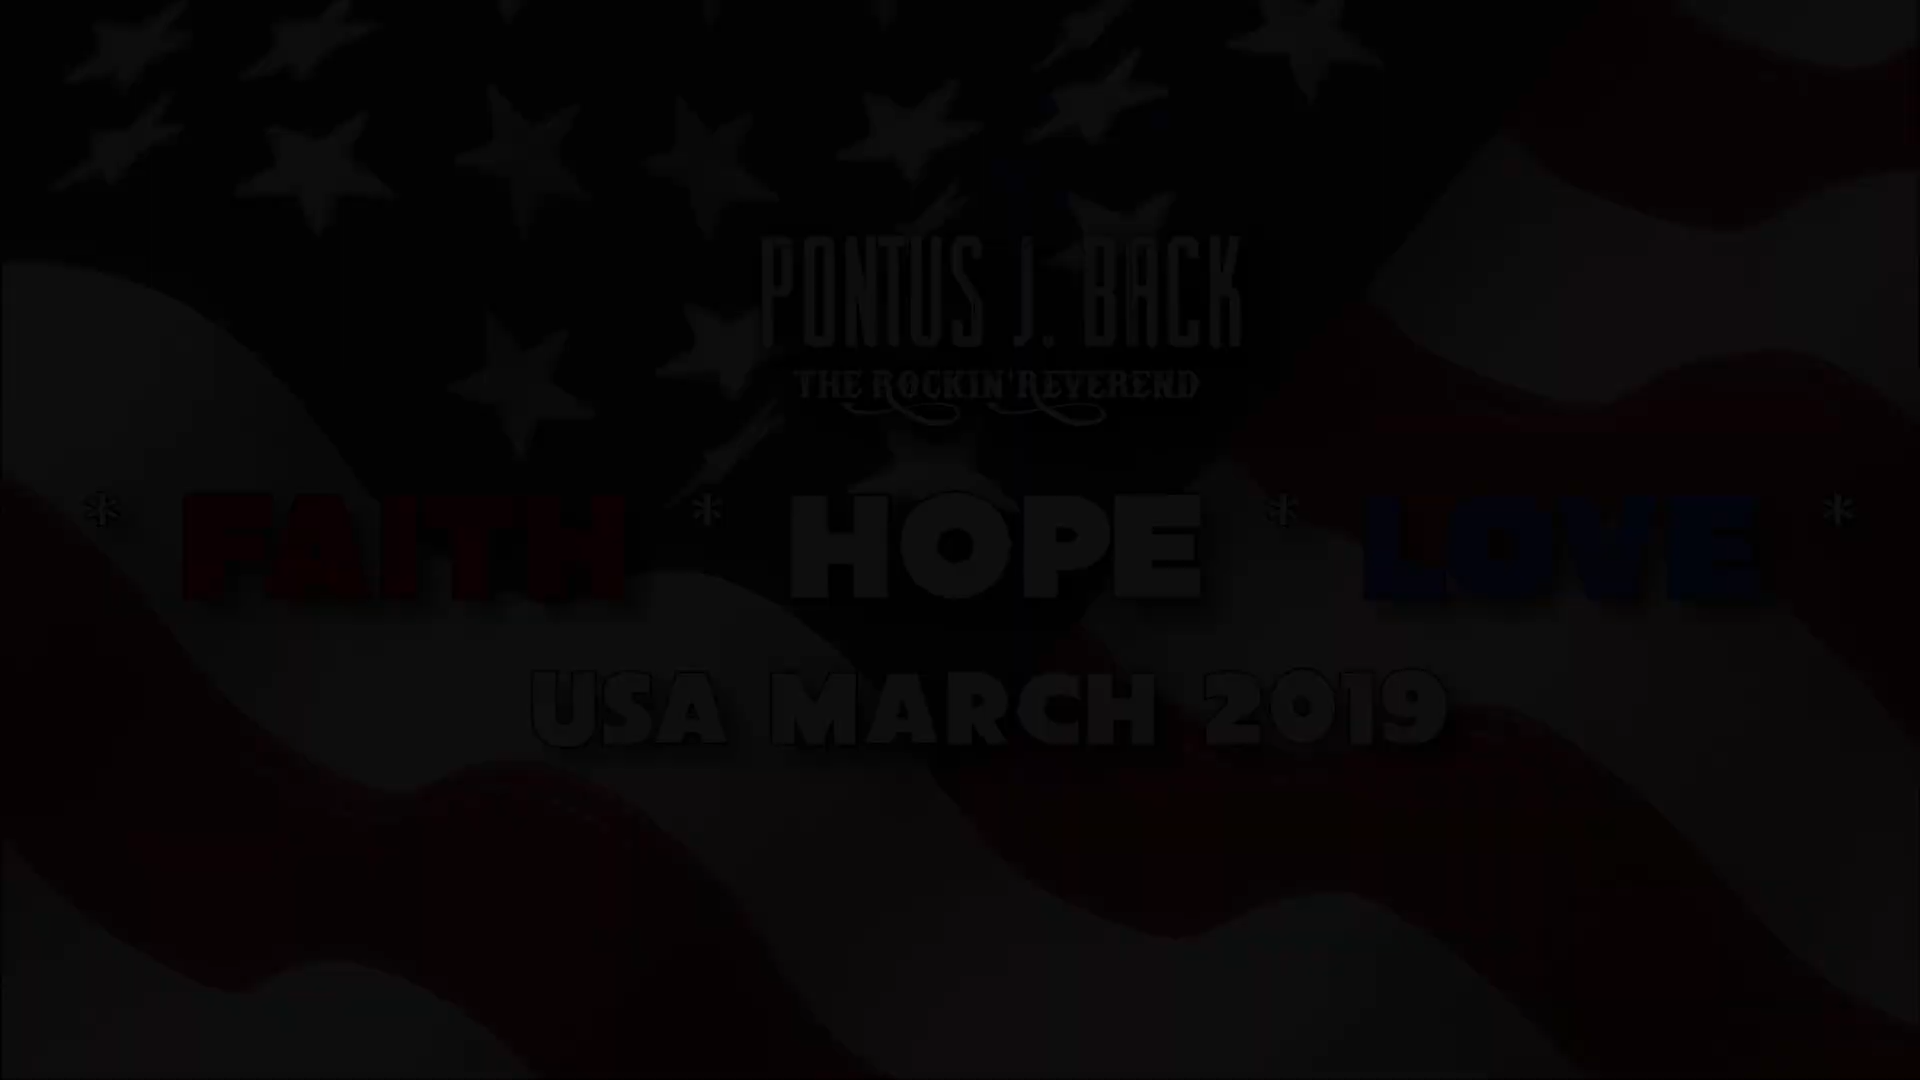 PONTUS J. BACK
THE ROCKIN' REVEREND
* FAITH * HOPE * LOVE *
USA MARCH 2019